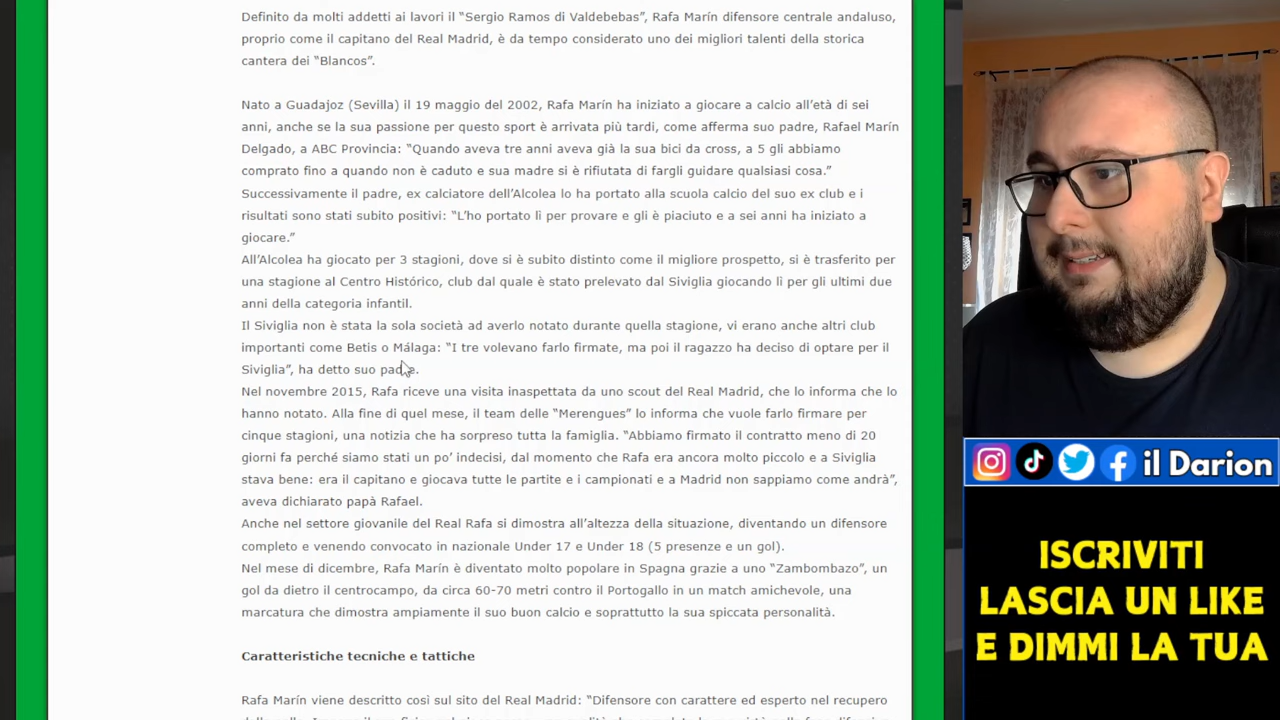 Definito da molti addetti ai lavori il “Sergio Ramos di Valdebebas”, Rafa Marín difensore centrale andaluso,
proprio come il capitano del Real Madrid, è da tempo considerato uno dei migliori talenti della storica
cantera dei “Blancos”.
Nato a Guadajoz (Sevilla) il 19 maggio del 2002, Rafa Marín ha iniziato a giocare a calcio all’età di sei
anni, anche se la sua passione per questo sport è arrivata più tardi, come afferma suo padre, Rafael Marín
Delgado, a ABC Provincia: “Quando aveva tre anni aveva già la sua bici da cross, a 5 gli abbiamo
comprato fino a quando non è caduto e sua madre si è rifiutata di fargli guidare qualsiasi cosa.”
Successivamente il padre, ex calciatore dell’Alcolea lo ha portato alla scuola calcio del suo ex club e i
risultati sono stati subito positivi: “L’ho portato lì per provare e gli è piaciuto e a sei anni ha iniziato a
giocare.”
All’Alcolea ha giocato per 3 stagioni, dove si è subito distinto come il migliore prospetto, si è trasferito per
una stagione al Centro Histórico, club dal quale è stato prelevato dal Siviglia giocando lì per gli ultimi due
anni della categoria infantil.
Il Siviglia non è stata la sola società ad averlo notato durante quella stagione, vi erano anche altri club
importanti come Betis o Málaga: “I tre volevano farlo firmate, ma poi il ragazzo ha deciso di optare per il
Siviglia”, ha detto suo padre.
Nel novembre 2015, Rafa riceve una visita inaspettata da uno scout del Real Madrid, che lo informa che lo
hanno notato. Alla fine di quel mese, il team delle “Merengues” lo informa che vuole farlo firmare per
cinque stagioni, una notizia che ha sorpreso tutta la famiglia. “Abbiamo firmato il contratto meno di 20
giorni fa perché siamo stati un po’ indecisi, dal momento che Rafa era ancora molto piccolo e a Siviglia
stava bene: era il capitano e giocava tutte le partite e i campionati e a Madrid non sappiamo come andrà”,
aveva dichiarato papà Rafael.
Anche nel settore giovanile del Real Rafa si dimostra all’altezza della situazione, diventando un difensore
completo e venendo convocato in nazionale Under 17 e Under 18 (5 presenze e un gol).
Nel mese di dicembre, Rafa Marín è diventato molto popolare in Spagna grazie a uno “Zambombazo”, un
gol da dietro il centrocampo, da circa 60-70 metri contro il Portogallo in un match amichevole, una
marcatura che dimostra ampiamente il suo buon calcio e soprattutto la sua spiccata personalità.
Caratteristiche tecniche e tattiche
Rafa Marín viene descritto così sul sito del Real Madrid: “Difensore con carattere ed esperto nel recupero
il Darion
ISCRIVITI
LASCIA UN LIKE
E DIMMI LA TUA